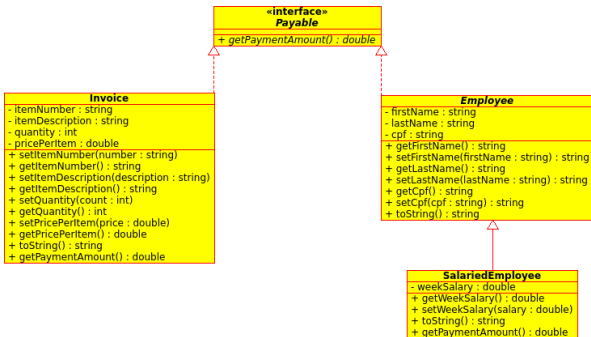 «interface»
Payable
+ getPaymentAmount() : double
Invoice
- itemNumber : string
- itemDescription : string
- quantity : int
- pricePerItem : double
+ setItemNumber(number : string)
+ getItemNumber() : string
+ setItemDescription(description : string)
+ getItemDescription() : string
+ setQuantity(count : int)
+ getQuantity() : int
+ setPricePerItem(price : double)
+ getPricePerItem() : double
+ toString() : string
+ getPaymentAmount() : double
Employee
- firstName : string
- lastName : string
- cpf : string
+ getFirstName() : string
+ setFirstName(firstName : string) : string
+ getLastName() : string
+ setLastName(lastName : string) : string
+ getCpf() : string
+ setCpf(cpf : string) : string
+ toString() : string
SalariedEmployee
- weekSalary : double
+ getWeekSalary() : double
+ setWeekSalary(salary : double)
+ toString() : string
+ getPaymentAmount() : double